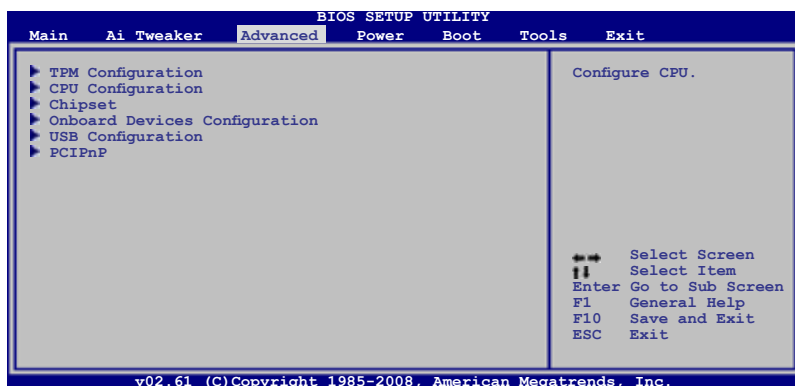 BIOS SETUP UTILITY
Main Ai Tweaker Advanced Power Boot Tools Exit
TPM Configuration
CPU Configuration
Chipset
Onboard Devices Configuration
USB Configuration
PCIPnP
Configure CPU.
Select Screen
Select Item
Enter Go to Sub Screen
F1 General Help
F10 Save and Exit
ESC Exit
v02.61 (C)Copyright 1985-2008, American Megatrends, Inc.